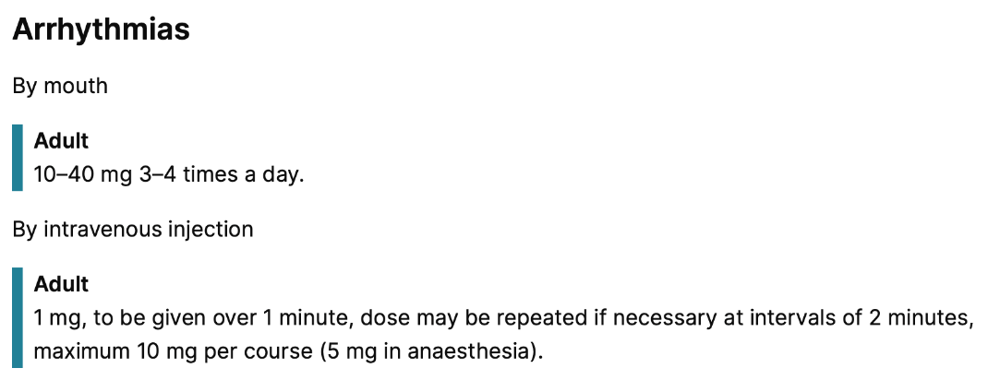 Arrhythmias
By mouth
Adult
10–40 mg 3–4 times a day.
By intravenous injection
Adult
1 mg, to be given over 1 minute, dose may be repeated if necessary at intervals of 2 minutes,
maximum 10 mg per course (5 mg in anaesthesia).